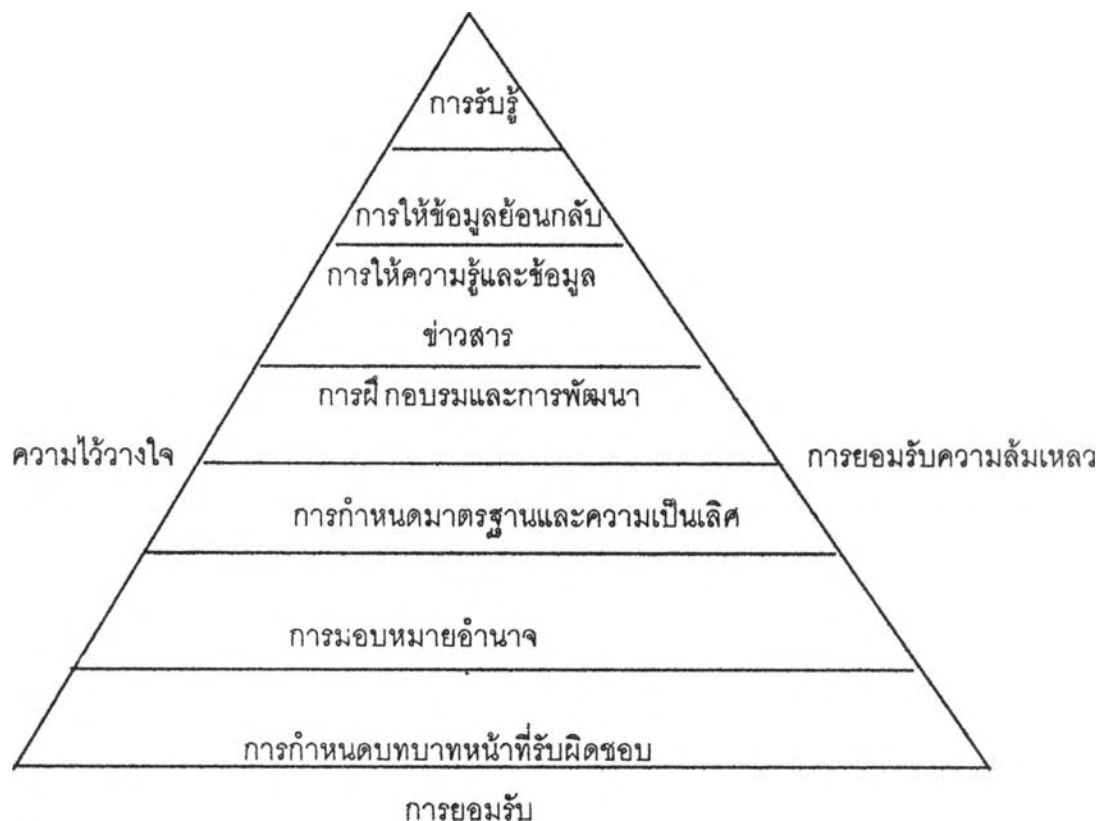 การรับรู้
การให้ข้อมูลย้อนกลับ
การให้ความรู้และข้อมูล
ข่าวสาร
การฝึกอบรมและการพัฒนา
ความไว้วางใจ
การยอมรับความล้มเหลว
การกำหนดมาตรฐานและความเป็นเลิศ
การมอบหมายอำนาจ
การกำหนดบทบาทหน้าที่รับผิดชอบ
การยอมรับ